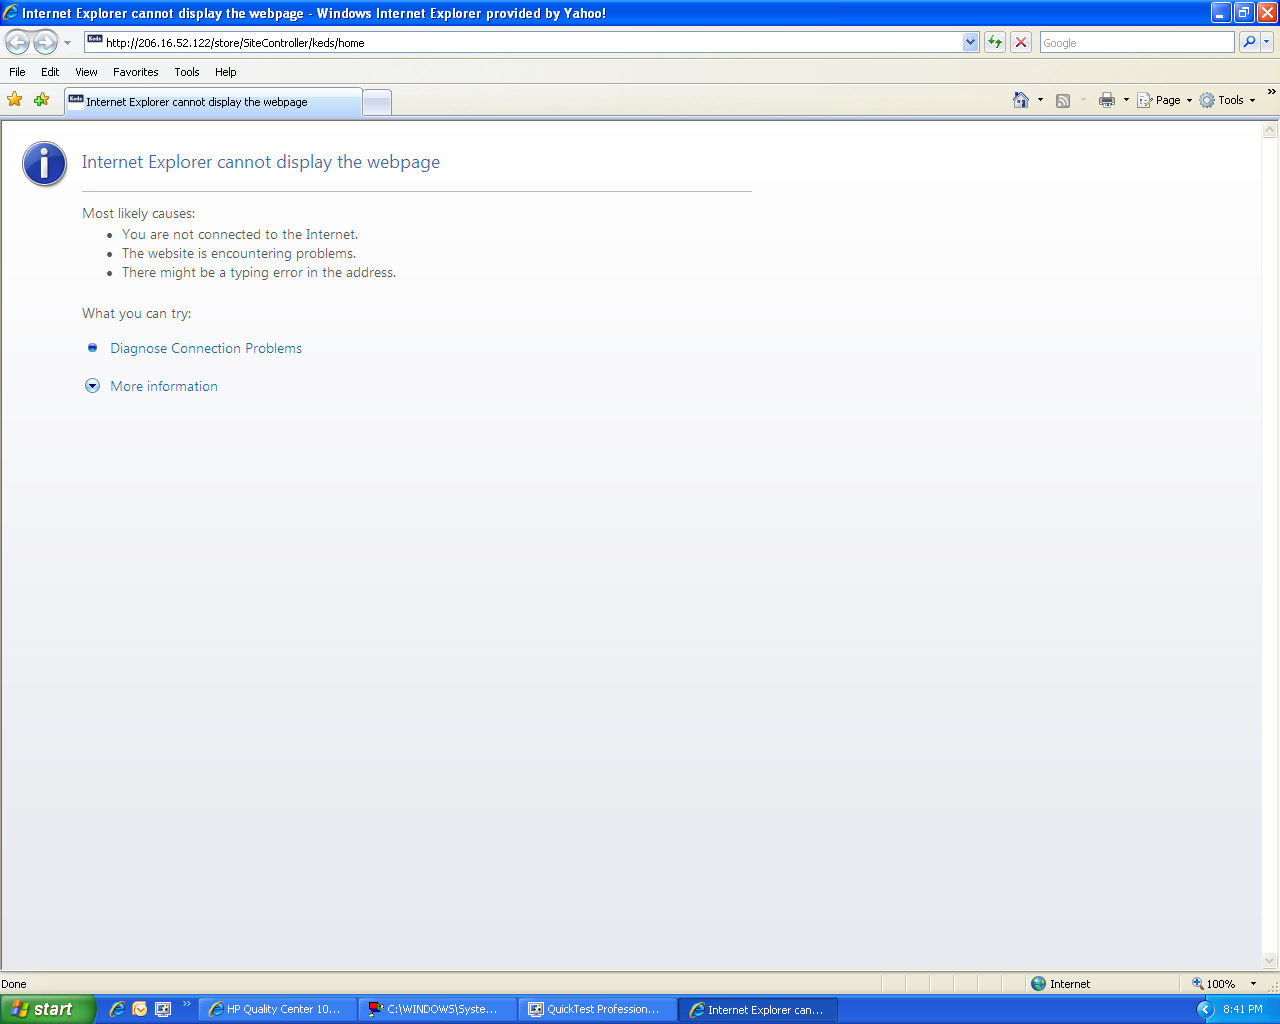 Internet Explorer cannot display the webpage - Windows Internet Explorer provided by Yahoo!
Keds http://206.16.52.122/store/SiteController/keds/home Google
File Edit View Favorites Tools Help
Keds Internet Explorer cannot display the webpage Page Tools »
Internet Explorer cannot display the webpage
Most likely causes:
• You are not connected to the Internet.
• The website is encountering problems.
• There might be a typing error in the address.
What you can try:
Diagnose Connection Problems
More information
Done Internet 100%
start » HP Quality Center 10... C:\WINDOWS\Syste... QuickTest Profession... Internet Explorer can... 8:41 PM